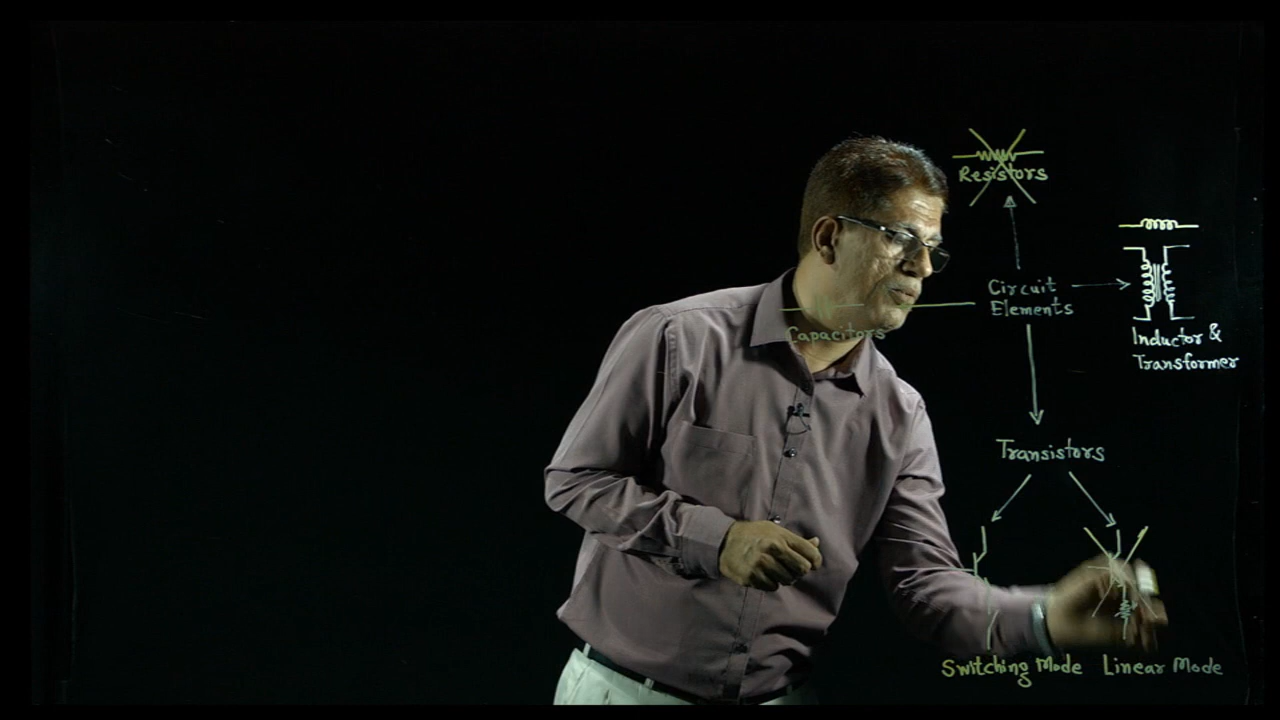 Resistors
Circuit
Elements
Capacitors
Inductor &
Transformer
Transistors
Switching Mode
Linear Mode